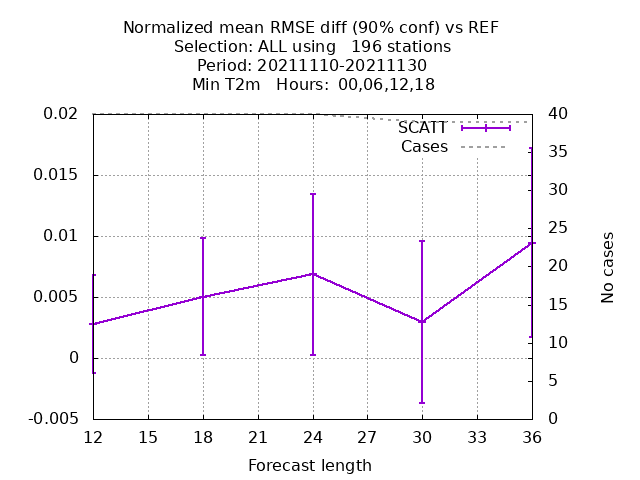 Normalized mean RMSE diff (90% conf) vs REF
Selection: ALL using   196 stations
Period: 20211110-20211130
Min T2m   Hours:  00,06,12,18
SCATT
Cases
0.02
0.015
0.01
0.005
0
-0.005
40
35
30
25
20
15
10
5
0
No cases
12 15 18 21 24 27 30 33 36
Forecast length